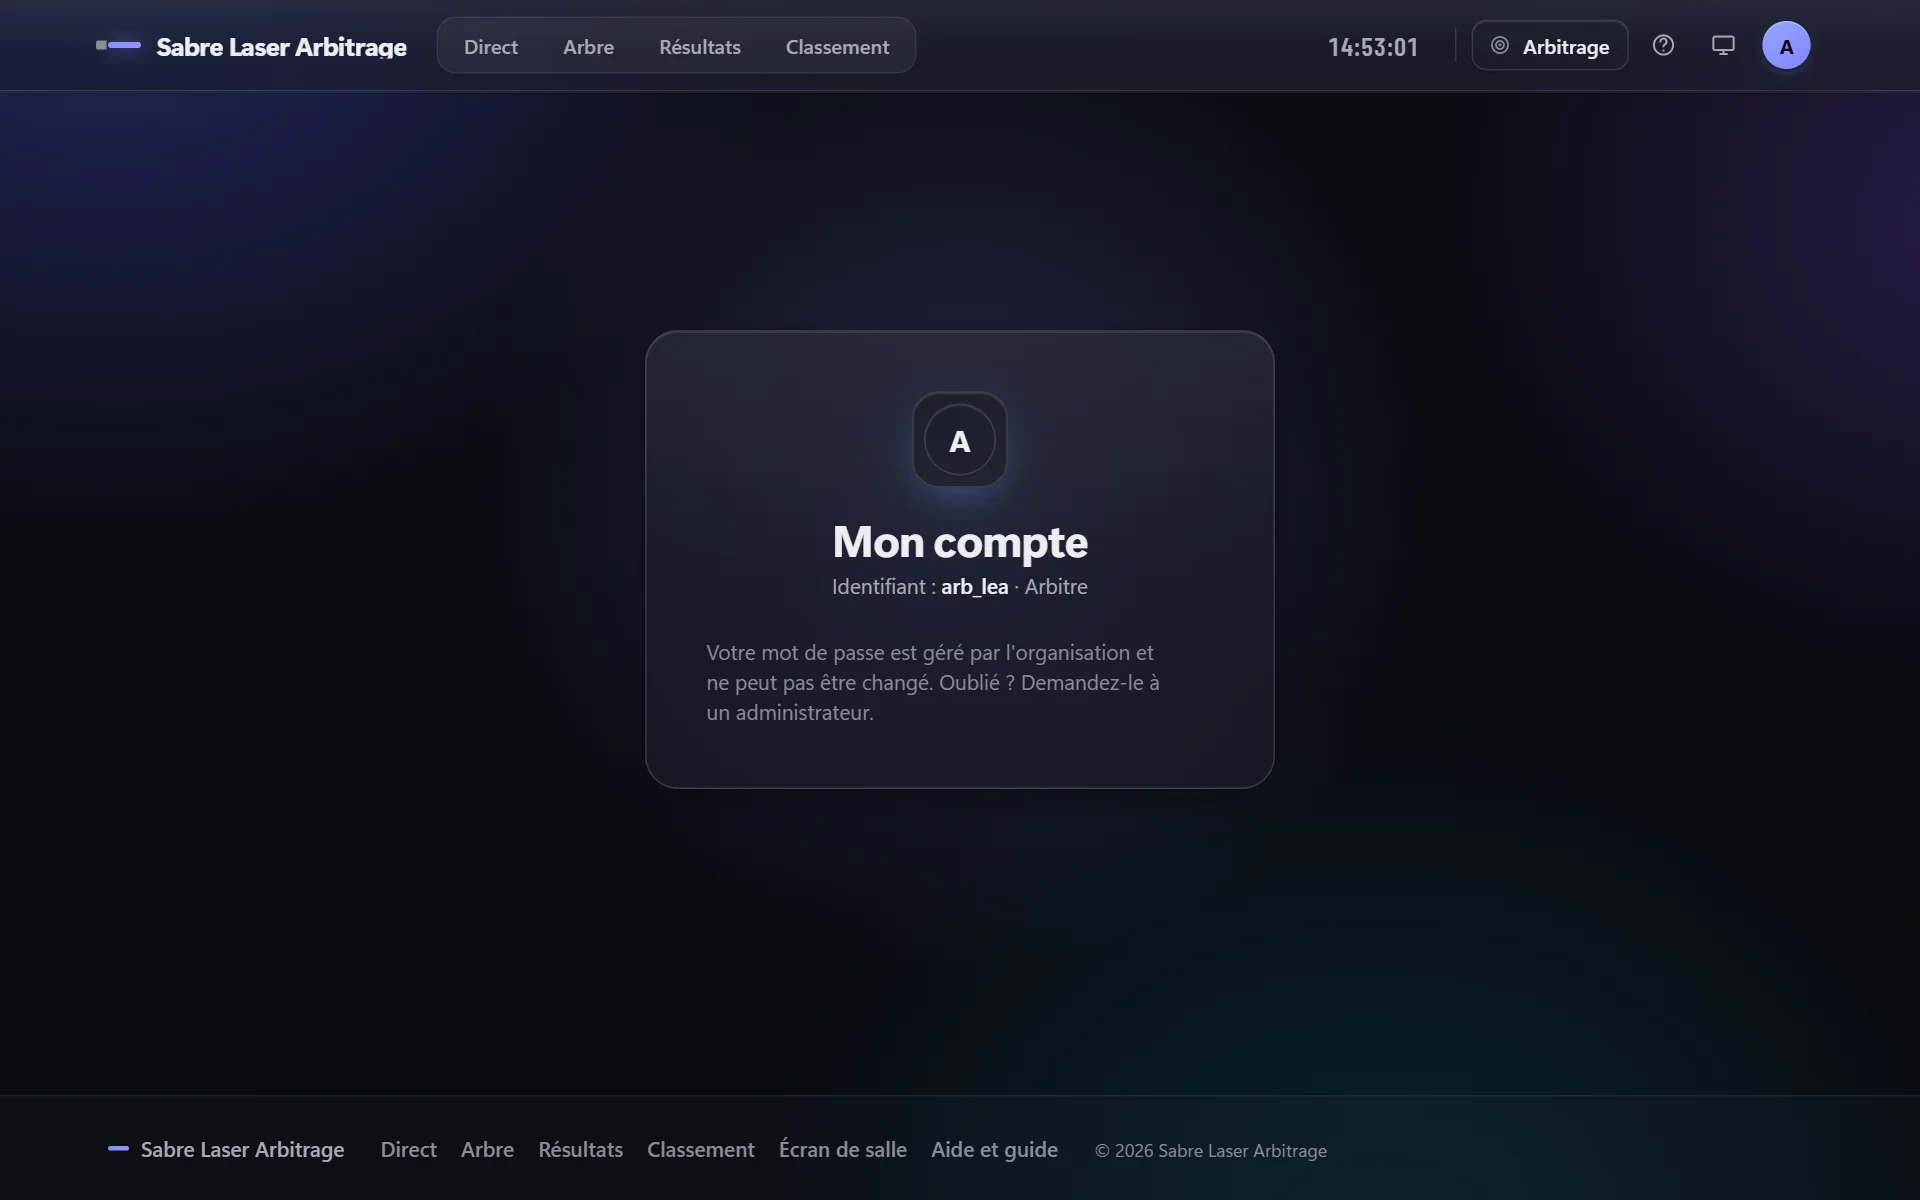 Sabre Laser Arbitrage
Direct
Arbre
Résultats
Classement
14:53:01
Arbitrage
A
A
Mon compte
Identifiant : arb_lea · Arbitre
Votre mot de passe est géré par l'organisation et
ne peut pas être changé. Oublié ? Demandez-le à
un administrateur.
Sabre Laser Arbitrage
Direct
Arbre
Résultats
Classement
Écran de salle
Aide et guide
© 2026 Sabre Laser Arbitrage